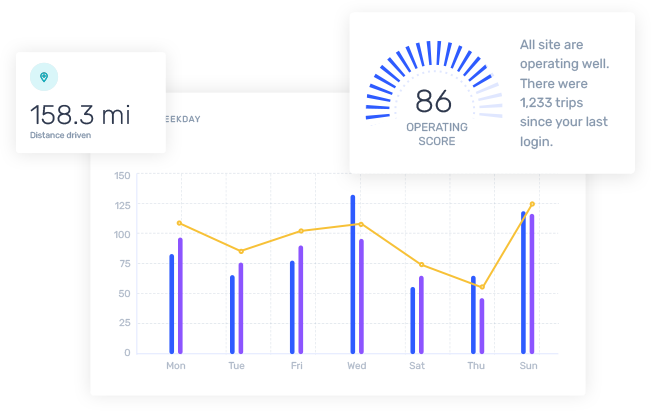 158.3 mi
Distance driven
86
OPERATING
SCORE
All site are
operating well.
There were
1,233 trips
since your last
login.
150
125
100
75
50
25
0
Mon
Tue
Fri
Wed
Sat
Thu
Sun